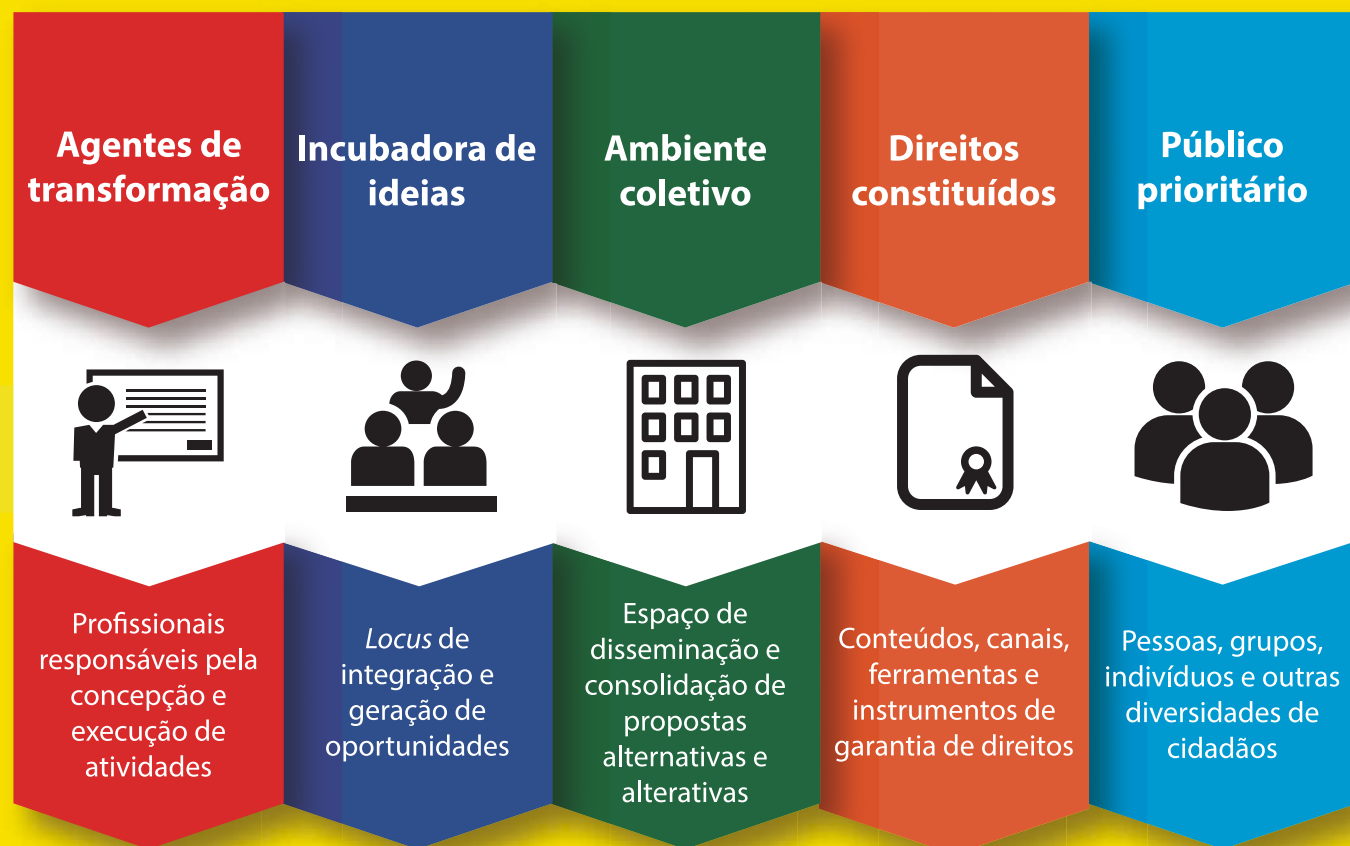 Agentes de
transformação
Incubadora de
ideias
Ambiente
coletivo
Direitos
constituídos
Público
prioritário
Profissionais
responsáveis pela
concepção e
execução de
atividades
Locus de
integração e
geração de
oportunidades
Espaço de
disseminação e
consolidação de
propostas
alternativas e
alterativas
Conteúdos, canais,
ferramentas e
instrumentos de
garantia de direitos
Pessoas, grupos,
indivíduos e outras
diversidades de
cidadãos